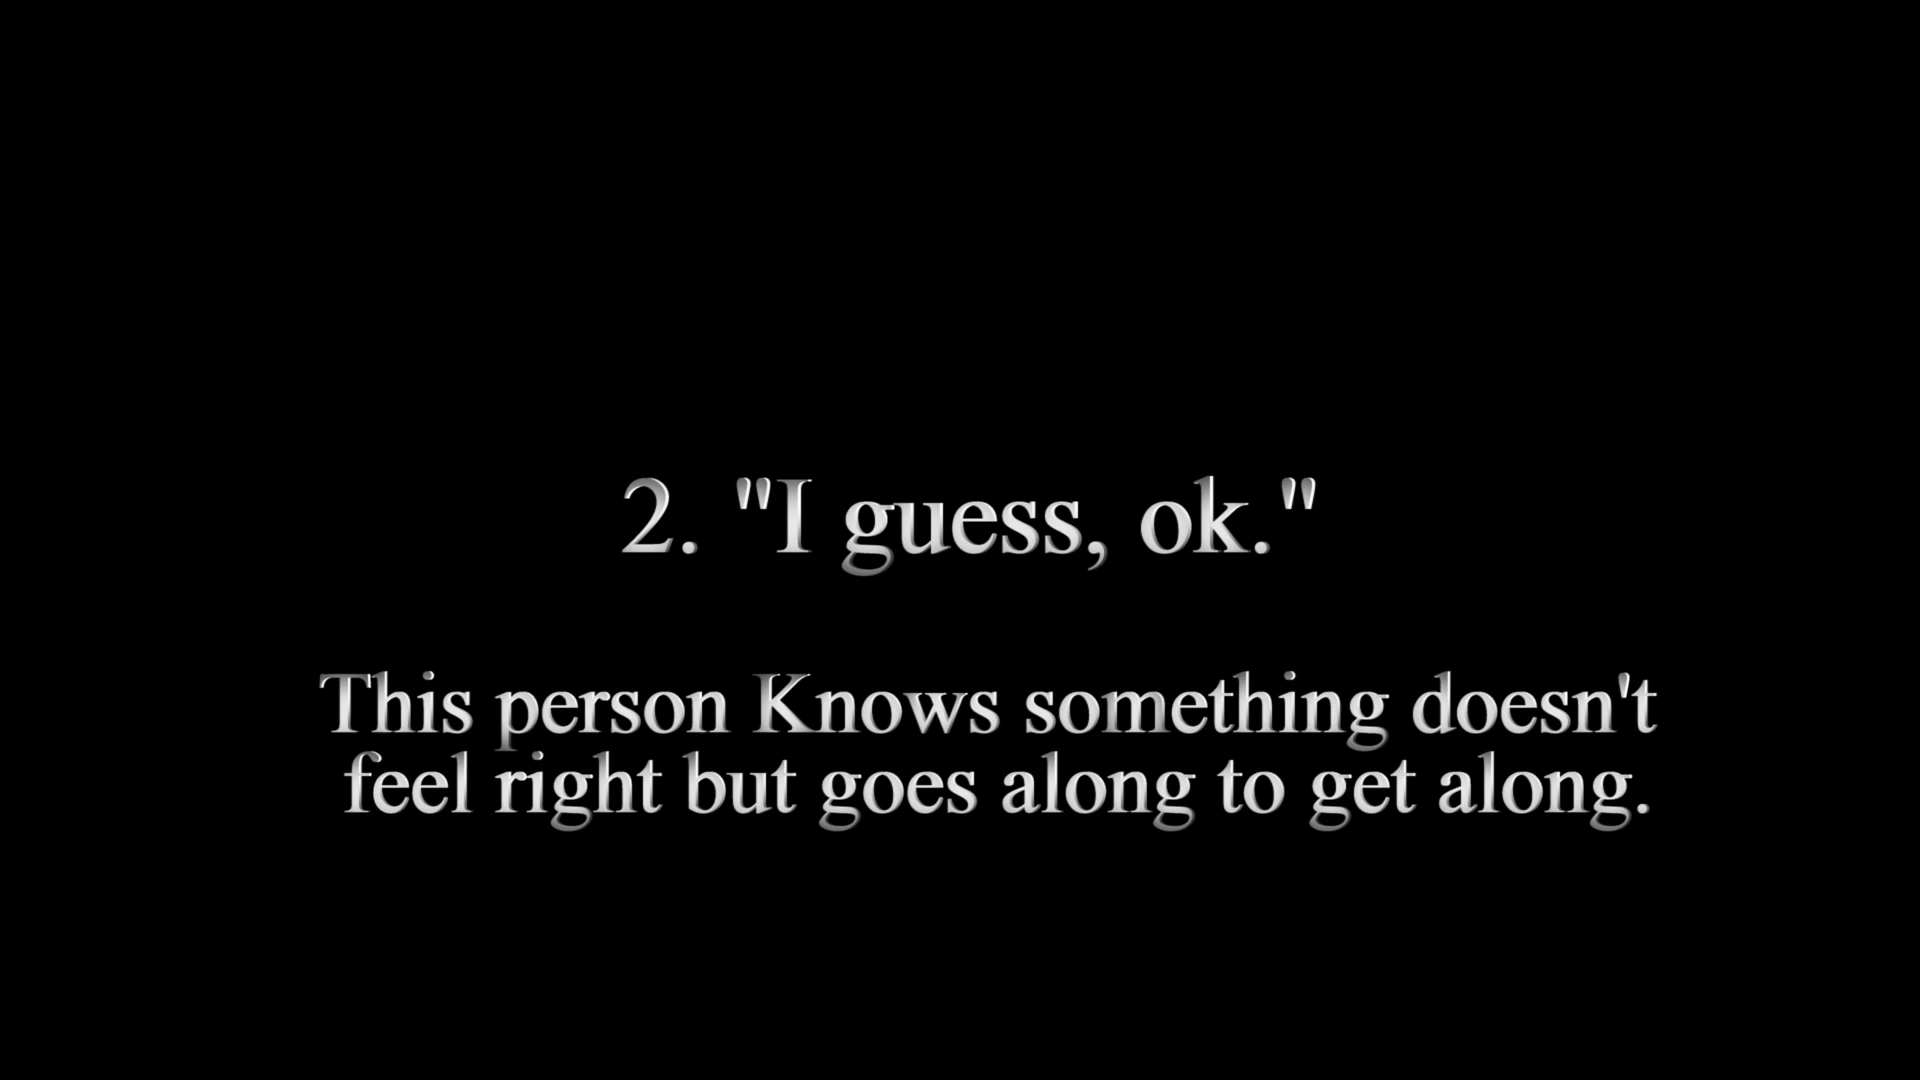 2. "I guess, ok."
This person Knows something doesn't
feel right but goes along to get along.